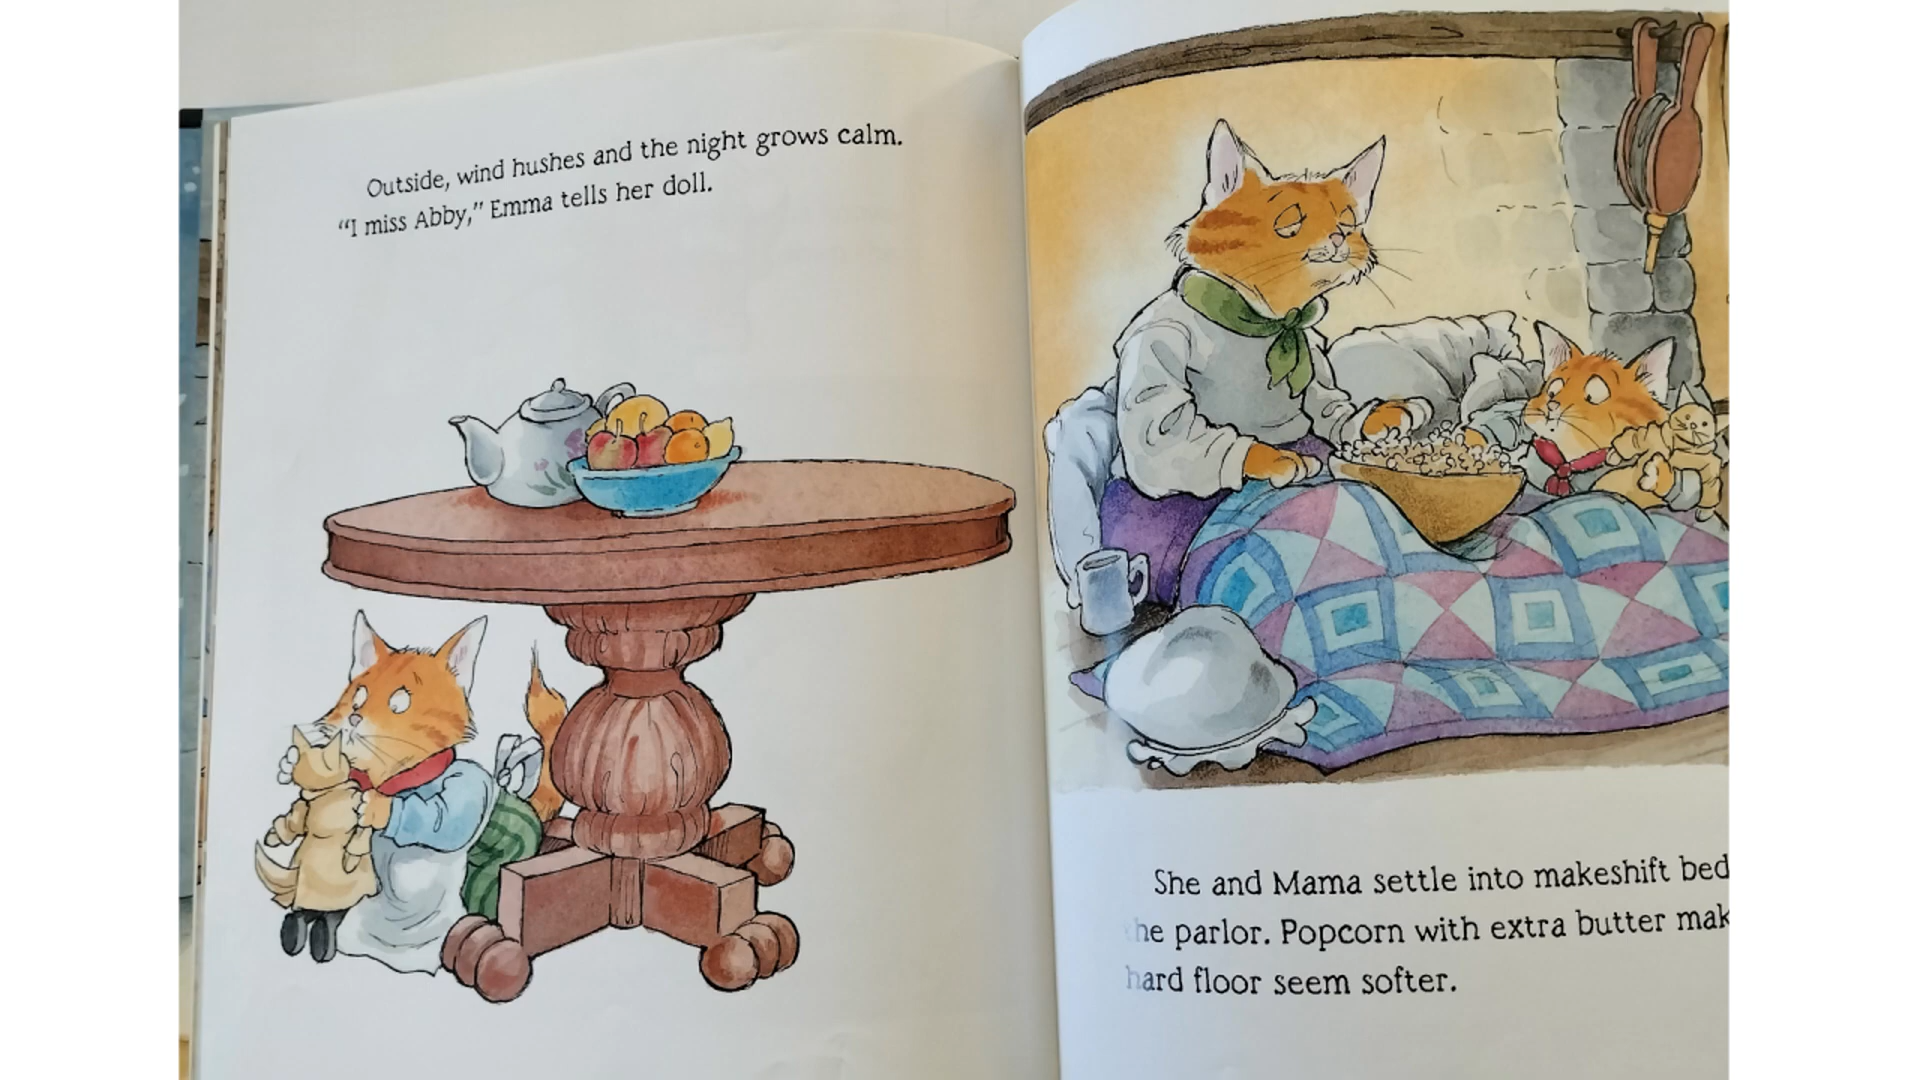 Outside, wind hushes and the night grows calm.
“I miss Abby,” Emma tells her doll.
She and Mama settle into makeshift bed
he parlor. Popcorn with extra butter mak
hard floor seem softer.